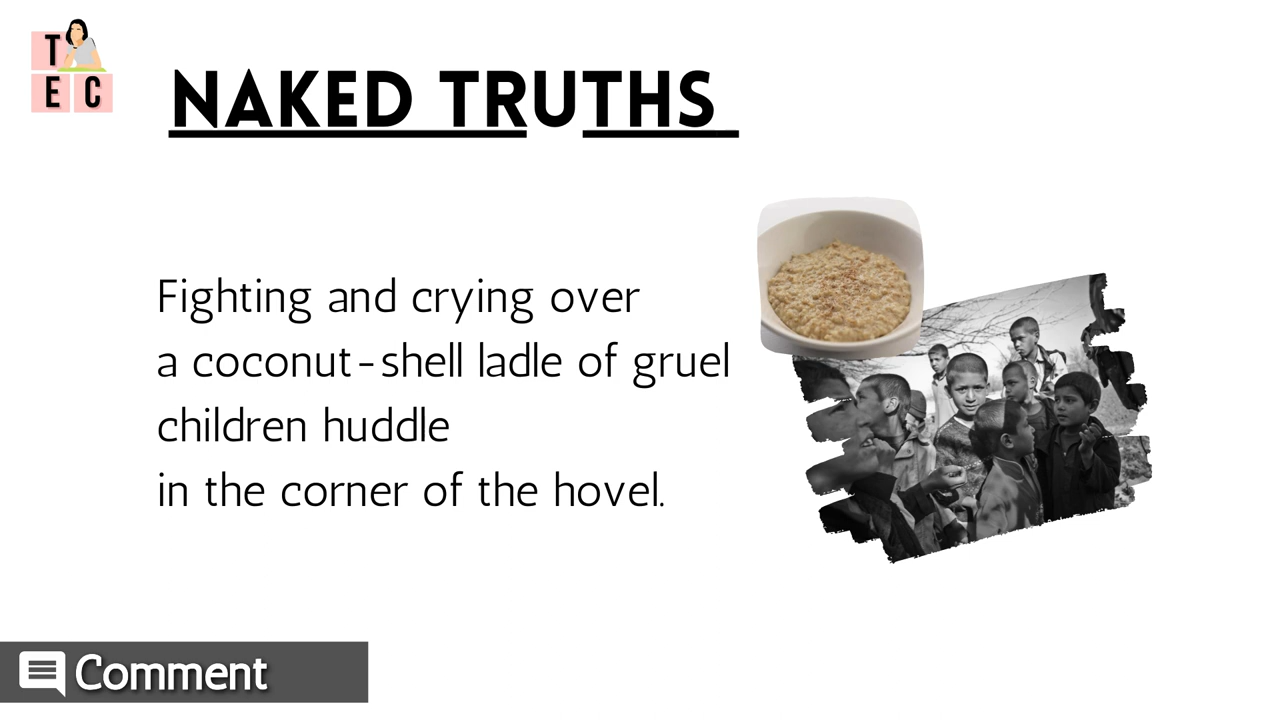 T
E C
NAKED TRUTHS
Fighting and crying over
a coconut-shell ladle of gruel
children huddle
in the corner of the hovel.
Comment